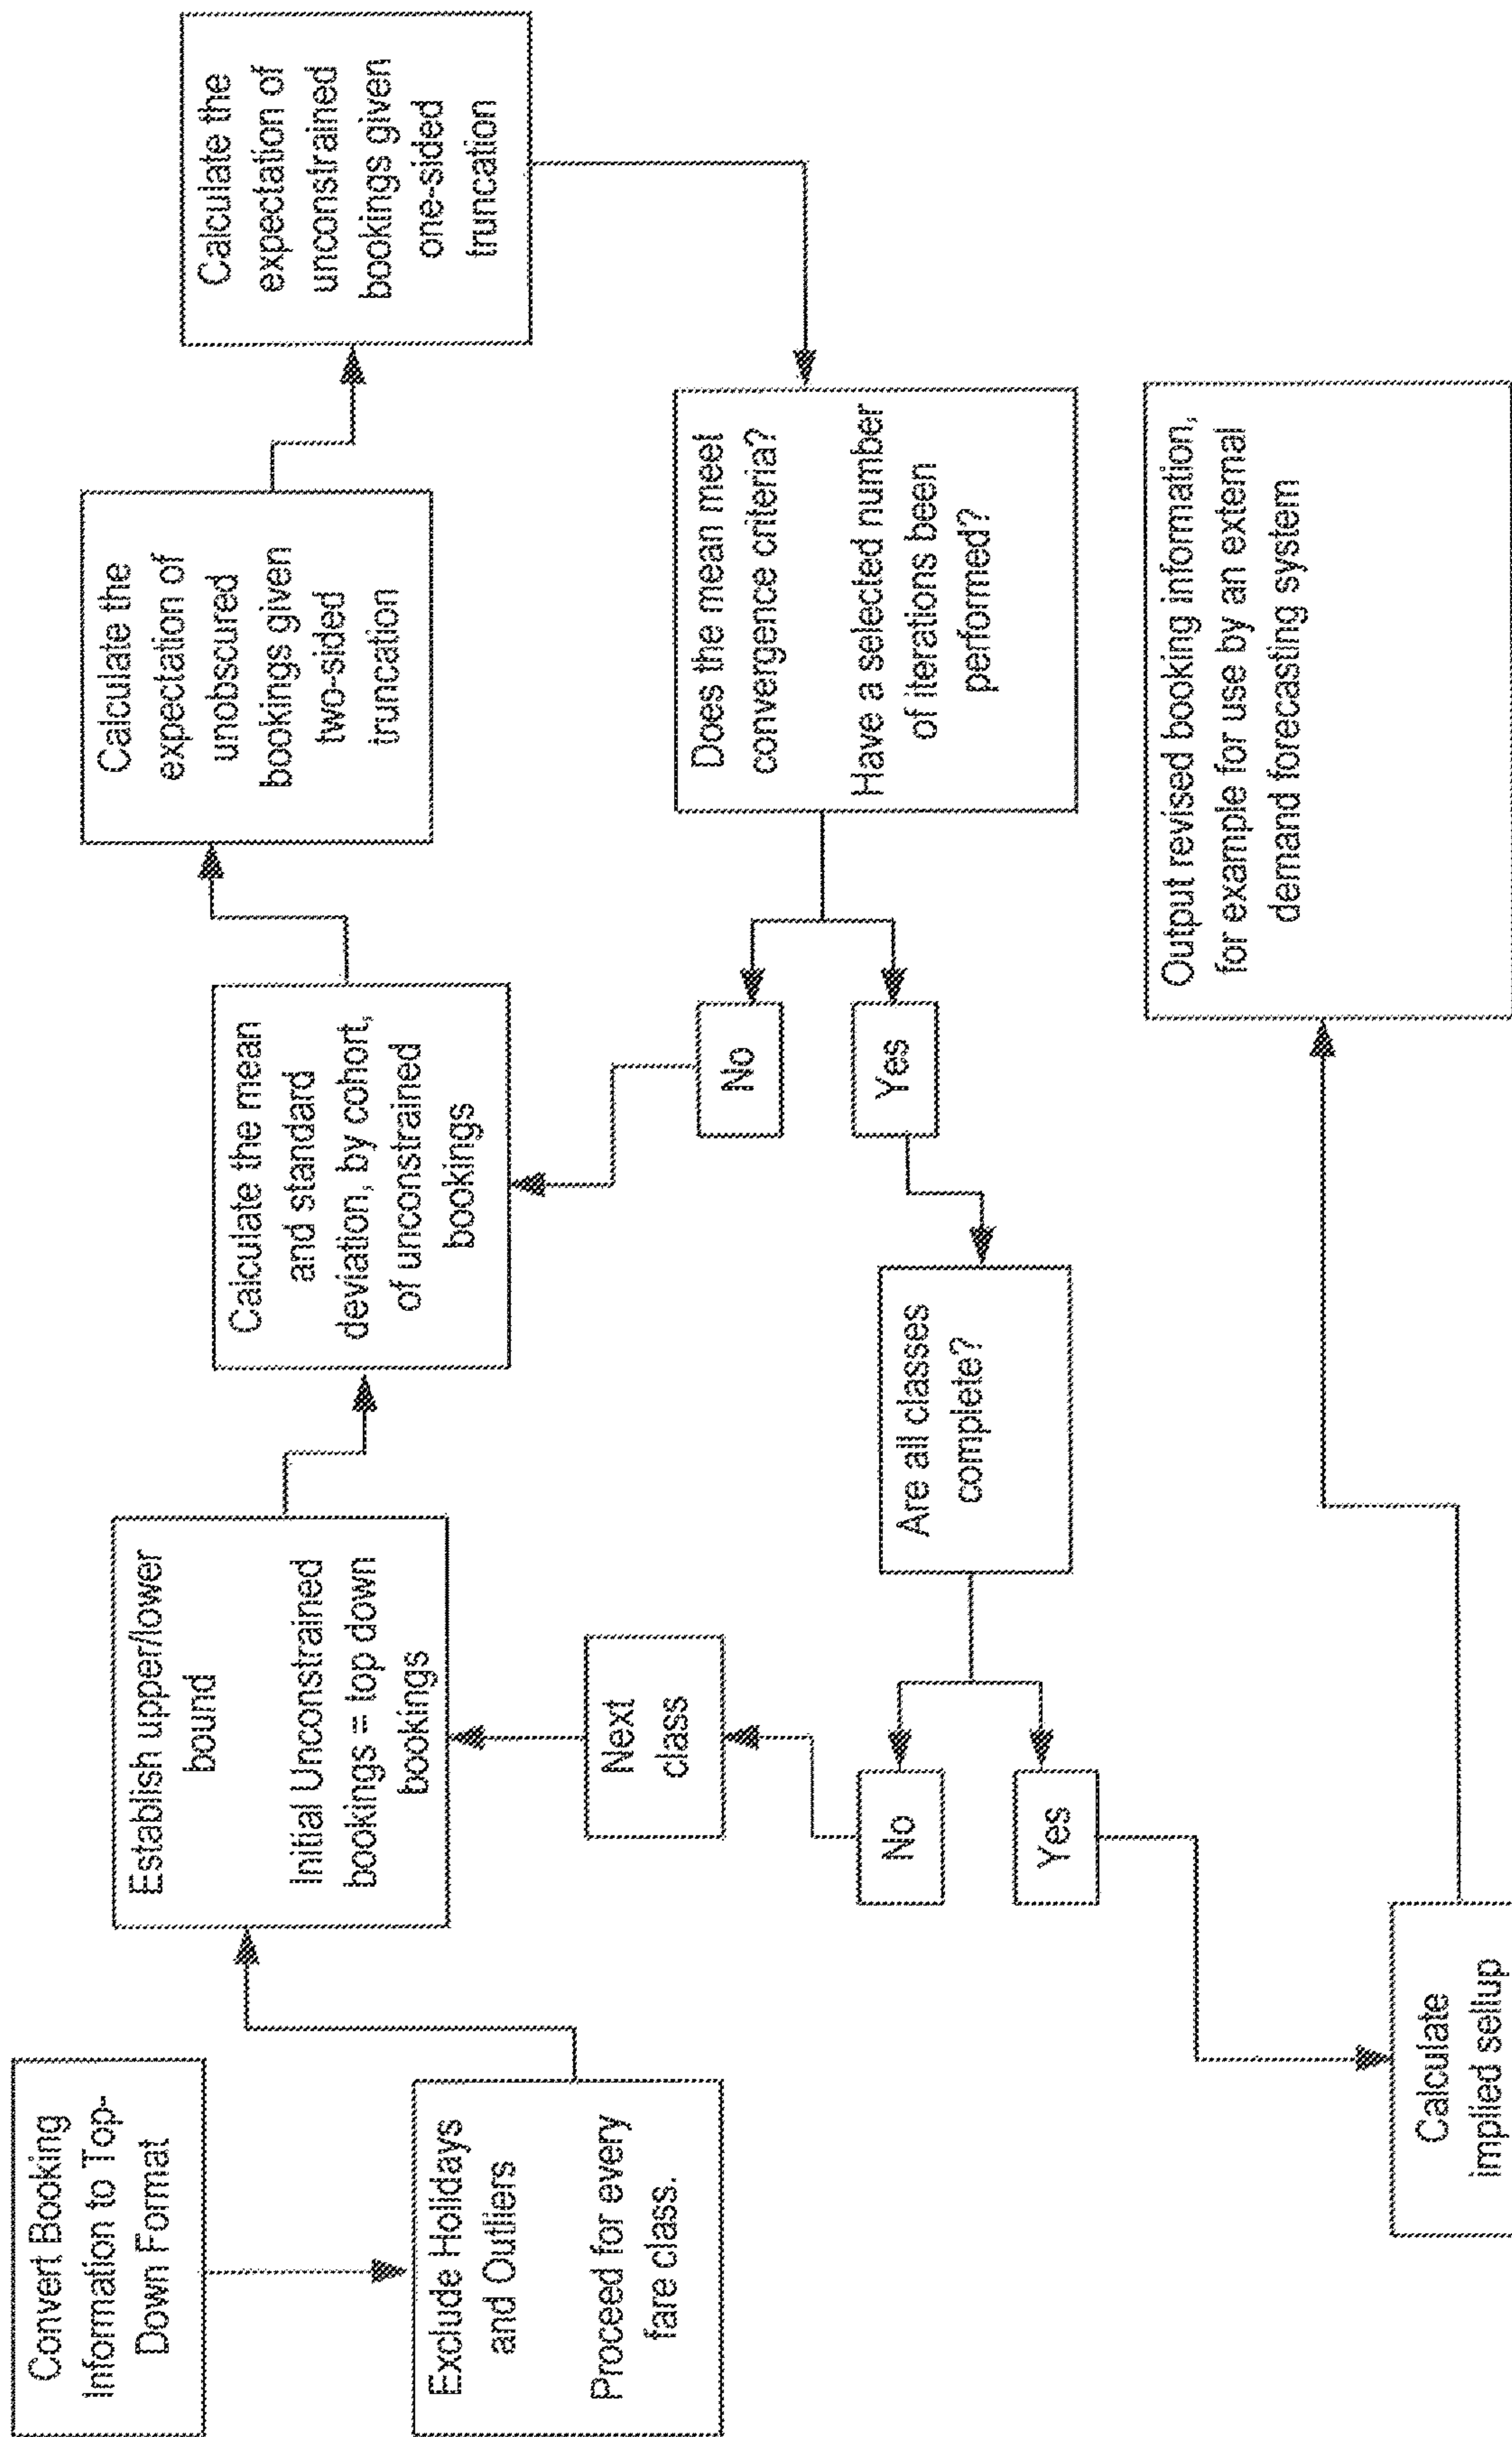 Convert Booking
Information to Top-
Down Format
Exclude Holidays
and Outliers
Proceed for every
fare class.
Establish upper/lower
bound
Initial Unconstrained
bookings = top down
bookings
Calculate the mean
and standard
deviation, by cohort,
of unconstrained
bookings
Calculate the
expectation of
unobscured
bookings given
two-sided
truncation
Calculate the
expectation of
unconstrained
bookings given
one-sided
truncation
Does the mean meet
convergence criteria?
Have a selected number
of iterations been
performed?
No
Yes
Are all classes
complete?
No
Yes
Next
class
Calculate
implied sellup
Output revised booking information,
for example for use by an external
demand forecasting system